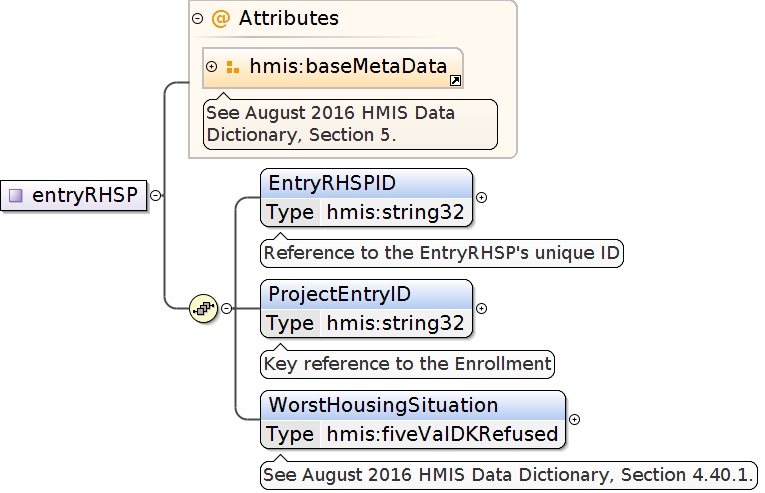 @ Attributes
hmis:baseMetaData
See August 2016 HMIS Data
Dictionary, Section 5.
entryRHSP
EntryRHSPID
Type hmis:string32
Reference to the EntryRHSP's unique ID
ProjectEntryID
Type hmis:string32
Key reference to the Enrollment
WorstHousingSituation
Type hmis:fiveValDKRefused
See August 2016 HMIS Data Dictionary, Section 4.40.1.